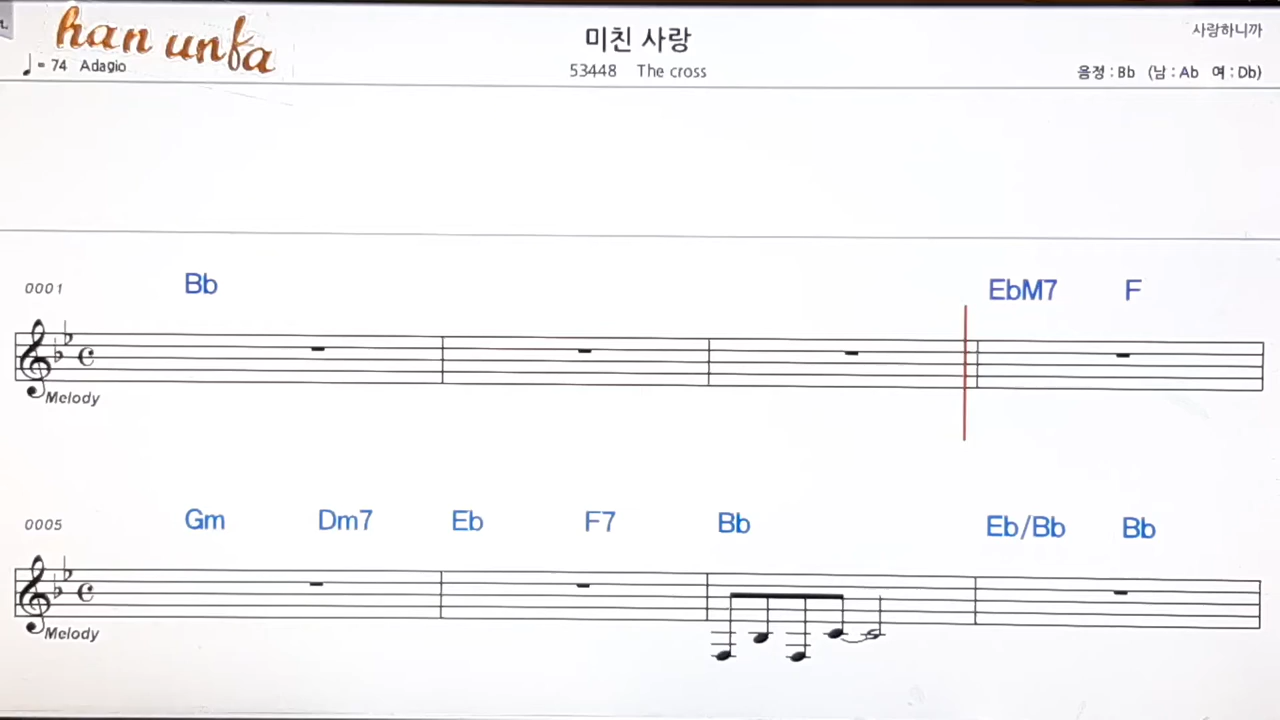 han unfa
미친 사랑
사랑하니까
♩= 74 Adagio
53448 The cross
음정 : Bb (남 : Ab 여 : Db)
0001 Bb EbM7 F
Melody
0005 Gm Dm7 Eb F7 Bb Eb/Bb Bb
Melody